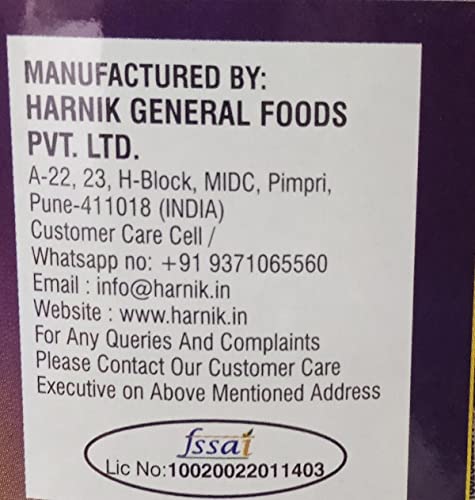 MANUFACTURED BY:
HARNIK GENERAL FOODS
PVT. LTD.
A-22, 23, H-Block, MIDC, Pimpri,
Pune-411018 (INDIA)
Customer Care Cell /
Whatsapp no: +91 9371065560
Email : info@harnik.in
Website : www.harnik.in
For Any Queries And Complaints
Please Contact Our Customer Care
Executive on Above Mentioned Address
fssai
Lic No:10020022011403